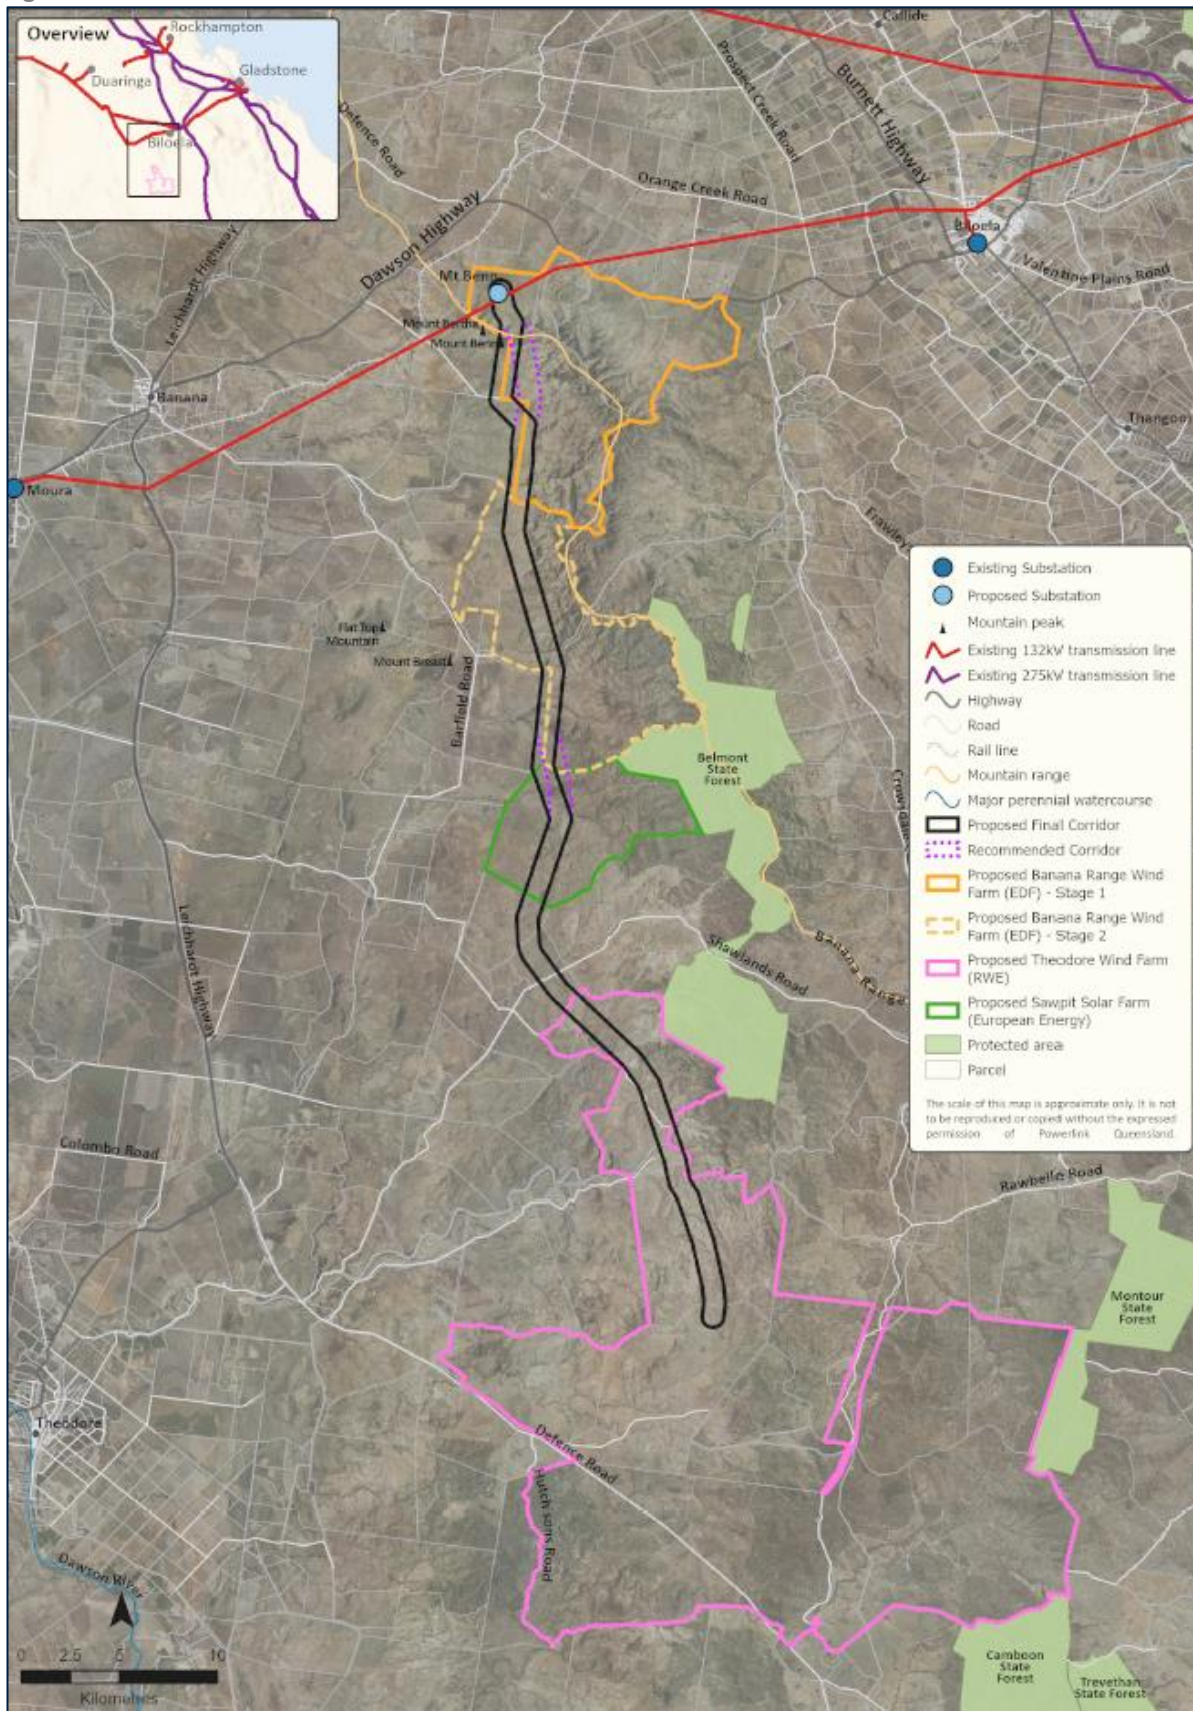 Overview
Rockhampton
Duaringa
Gladstone
Biloela
Callide
Prospect Creek Road
Burnett Highway
Defence Road
Orange Creek Road
Dawson Highway
Biloela
Valentine Plains Road
Leichhardt Highway
Mount Bertha
Banana
Moura
Flat Top
Mountain
Mount Breast
Barfield Road
Belmont
State
Forest
Leichhardt Highway
Shawlands Road
Banana Range
Existing Substation
Proposed Substation
Mountain peak
Existing 132kV transmission line
Existing 275kV transmission line
Highway
Road
Rail line
Mountain range
Major perennial watercourse
Proposed Final Corridor
Recommended Corridor
Proposed Banana Range Wind
Farm (EDF) - Stage 1
Proposed Banana Range Wind
Farm (EDF) - Stage 2
Proposed Theodore Wind Farm
(RWE)
Proposed Sawpit Solar Farm
(European Energy)
Protected area
Parcel
The scale of this map is approximate only. It is not
to be reproduced or copied without the expressed
permission of Powerlink Queensland.
Colombo Road
Rawbelle Road
Montour
State
Forest
Theodore
Defence Road
Hutchisons Road
Dawson River
0 2.5 5 10
Kilometres
Camboon
State
Forest
Trevethan
State Forest